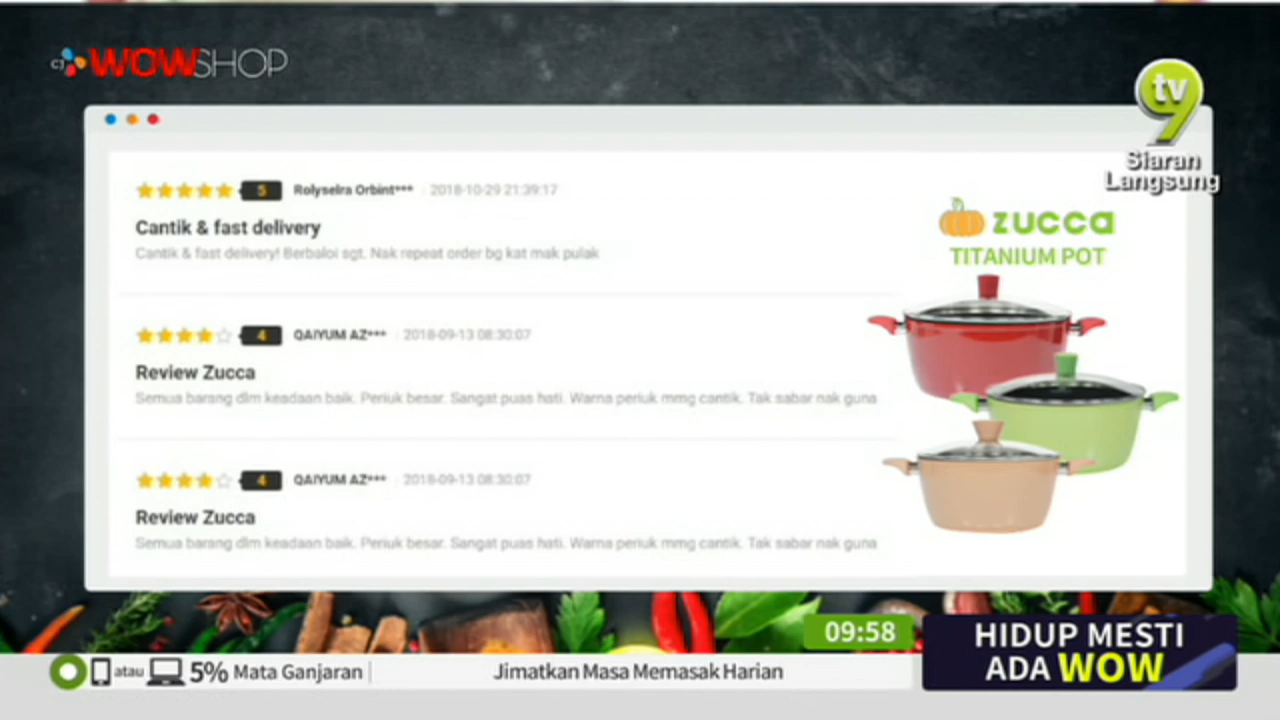 CJ WOWSHOP
tv9
Siaran
Langsung
5 Rolyselra Orbint*** 2018-10-29 21:39:17
Cantik & fast delivery
Cantik & fast delivery! Berbaloi sgt. Nak repeat order bg kat mak pulak
4 QAIYUM AZ*** 2018-09-13 08:30:07
Review Zucca
Semua barang dlm keadaan baik. Periuk besar. Sangat puas hati. Warna periuk mmg cantik. Tak sabar nak guna
4 QAIYUM AZ*** 2018-09-13 08:30:07
Review Zucca
Semua barang dlm keadaan baik. Periuk besar. Sangat puas hati. Warna periuk mmg cantik. Tak sabar nak guna
zucca
TITANIUM POT
09:58
HIDUP MESTI
ADA WOW
atau 5% Mata Ganjaran
Jimatkan Masa Memasak Harian